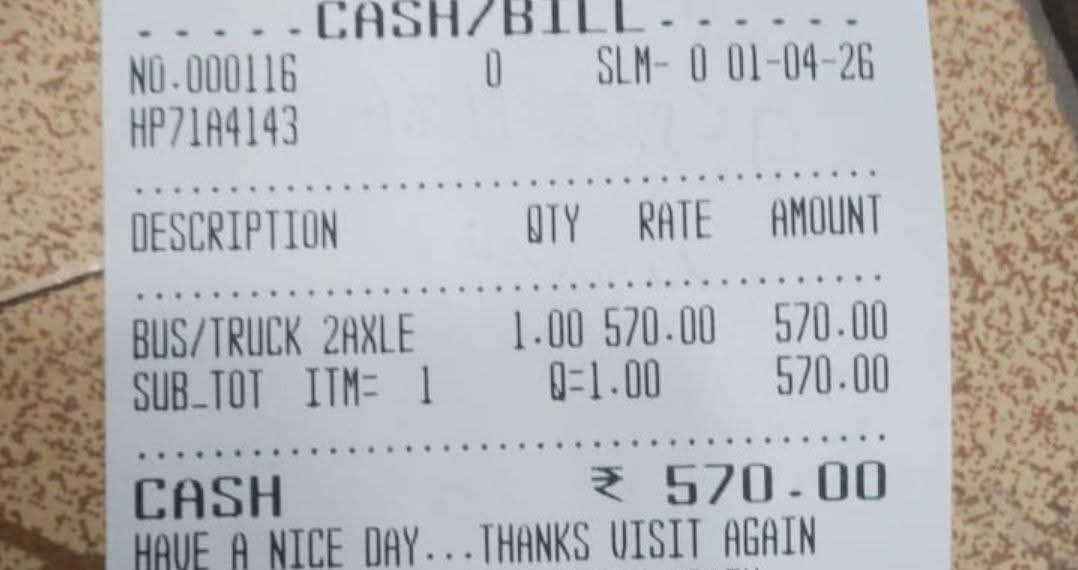 - - - - - CASH/BILL - - - - - -
NO.000116 0 SLM- 0 01-04-26
HP71A4143
DESCRIPTION QTY RATE AMOUNT
BUS/TRUCK 2AXLE 1.00 570.00 570.00
SUB_TOT ITM= 1 Q=1.00 570.00
CASH ₹ 570.00
HAVE A NICE DAY...THANKS VISIT AGAIN